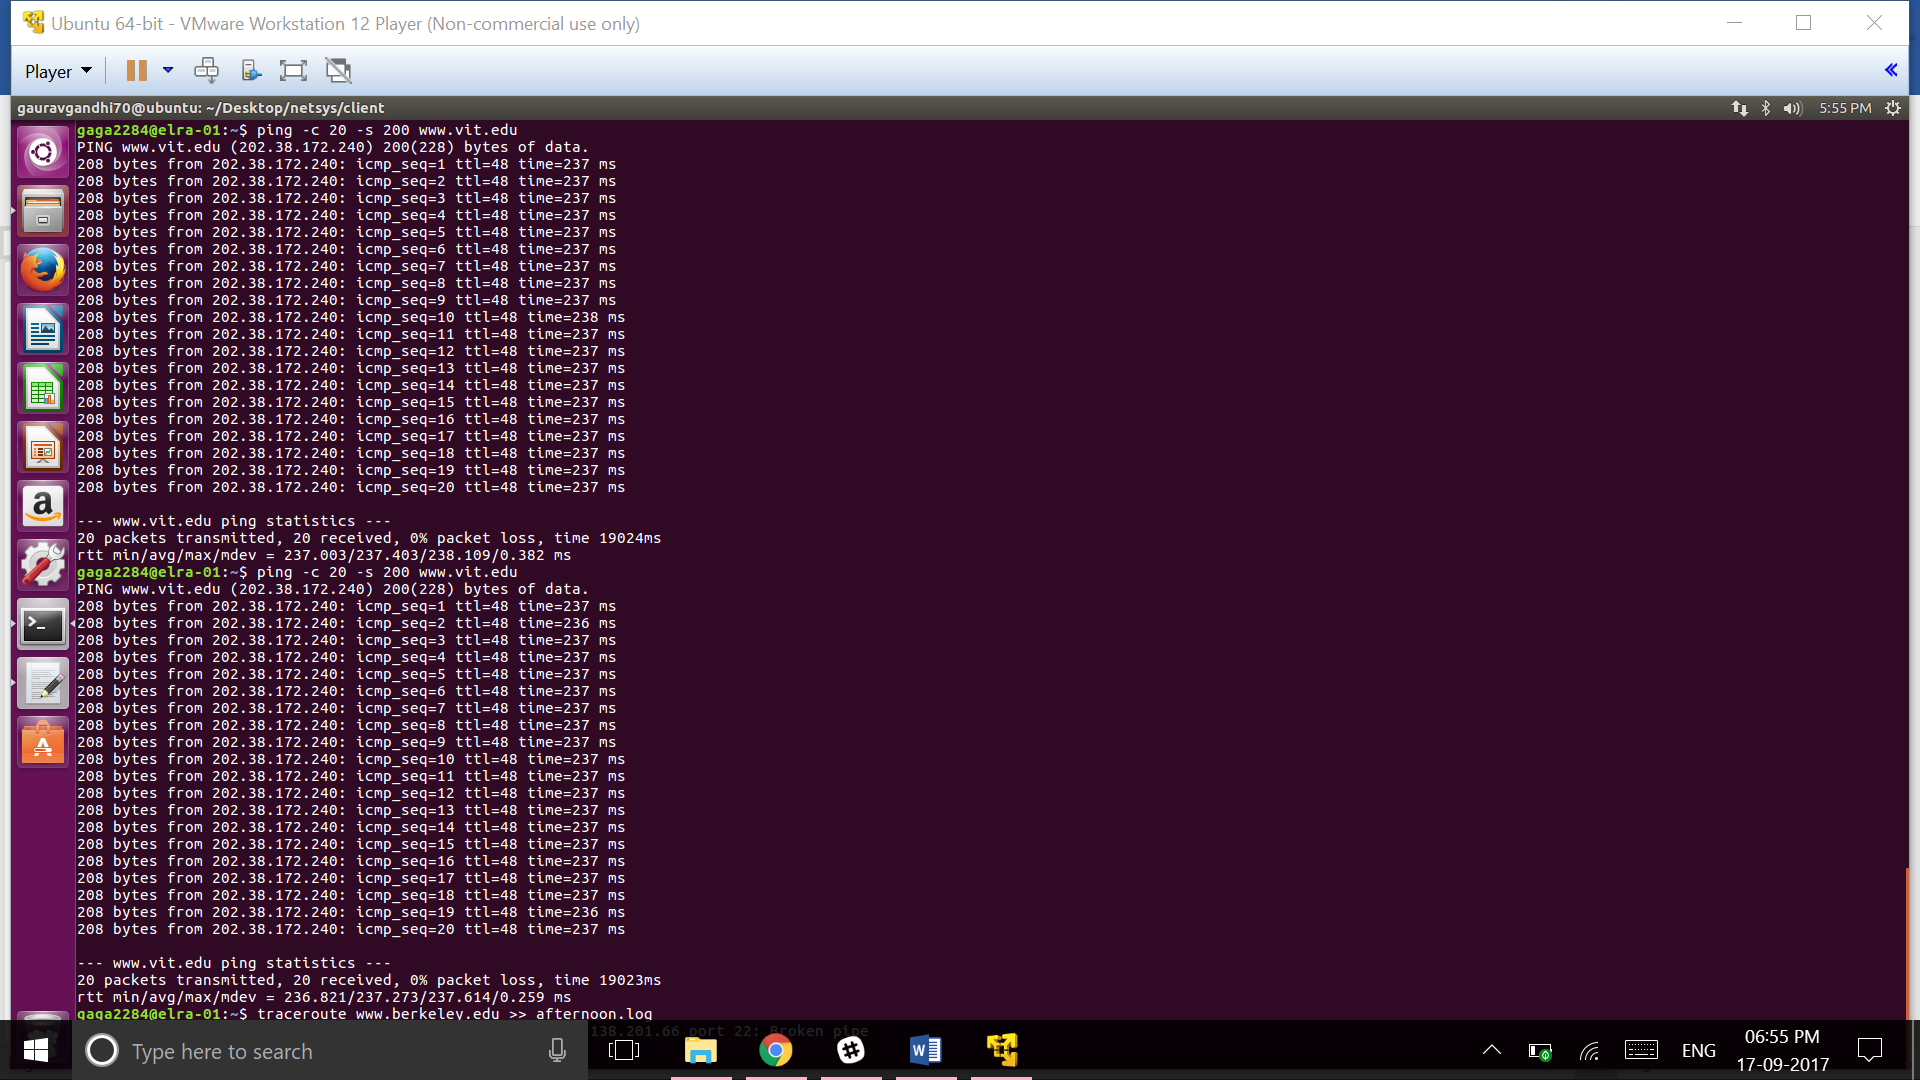 Ubuntu 64-bit - VMware Workstation 12 Player (Non-commercial use only)
Player
gauravgandhi70@ubuntu: ~/Desktop/netsys/client
5:55 PM
gaga2284@elra-01:~$ ping -c 20 -s 200 www.vit.edu
PING www.vit.edu (202.38.172.240) 200(228) bytes of data.
208 bytes from 202.38.172.240: icmp_seq=1 ttl=48 time=237 ms
208 bytes from 202.38.172.240: icmp_seq=2 ttl=48 time=237 ms
208 bytes from 202.38.172.240: icmp_seq=3 ttl=48 time=237 ms
208 bytes from 202.38.172.240: icmp_seq=4 ttl=48 time=237 ms
208 bytes from 202.38.172.240: icmp_seq=5 ttl=48 time=237 ms
208 bytes from 202.38.172.240: icmp_seq=6 ttl=48 time=237 ms
208 bytes from 202.38.172.240: icmp_seq=7 ttl=48 time=237 ms
208 bytes from 202.38.172.240: icmp_seq=8 ttl=48 time=237 ms
208 bytes from 202.38.172.240: icmp_seq=9 ttl=48 time=237 ms
208 bytes from 202.38.172.240: icmp_seq=10 ttl=48 time=238 ms
208 bytes from 202.38.172.240: icmp_seq=11 ttl=48 time=237 ms
208 bytes from 202.38.172.240: icmp_seq=12 ttl=48 time=237 ms
208 bytes from 202.38.172.240: icmp_seq=13 ttl=48 time=237 ms
208 bytes from 202.38.172.240: icmp_seq=14 ttl=48 time=237 ms
208 bytes from 202.38.172.240: icmp_seq=15 ttl=48 time=237 ms
208 bytes from 202.38.172.240: icmp_seq=16 ttl=48 time=237 ms
208 bytes from 202.38.172.240: icmp_seq=17 ttl=48 time=237 ms
208 bytes from 202.38.172.240: icmp_seq=18 ttl=48 time=237 ms
208 bytes from 202.38.172.240: icmp_seq=19 ttl=48 time=237 ms
208 bytes from 202.38.172.240: icmp_seq=20 ttl=48 time=237 ms
--- www.vit.edu ping statistics ---
20 packets transmitted, 20 received, 0% packet loss, time 19024ms
rtt min/avg/max/mdev = 237.003/237.403/238.109/0.382 ms
gaga2284@elra-01:~$ ping -c 20 -s 200 www.vit.edu
PING www.vit.edu (202.38.172.240) 200(228) bytes of data.
208 bytes from 202.38.172.240: icmp_seq=1 ttl=48 time=237 ms
208 bytes from 202.38.172.240: icmp_seq=2 ttl=48 time=236 ms
208 bytes from 202.38.172.240: icmp_seq=3 ttl=48 time=237 ms
208 bytes from 202.38.172.240: icmp_seq=4 ttl=48 time=237 ms
208 bytes from 202.38.172.240: icmp_seq=5 ttl=48 time=237 ms
208 bytes from 202.38.172.240: icmp_seq=6 ttl=48 time=237 ms
208 bytes from 202.38.172.240: icmp_seq=7 ttl=48 time=237 ms
208 bytes from 202.38.172.240: icmp_seq=8 ttl=48 time=237 ms
208 bytes from 202.38.172.240: icmp_seq=9 ttl=48 time=237 ms
208 bytes from 202.38.172.240: icmp_seq=10 ttl=48 time=237 ms
208 bytes from 202.38.172.240: icmp_seq=11 ttl=48 time=237 ms
208 bytes from 202.38.172.240: icmp_seq=12 ttl=48 time=237 ms
208 bytes from 202.38.172.240: icmp_seq=13 ttl=48 time=237 ms
208 bytes from 202.38.172.240: icmp_seq=14 ttl=48 time=237 ms
208 bytes from 202.38.172.240: icmp_seq=15 ttl=48 time=237 ms
208 bytes from 202.38.172.240: icmp_seq=16 ttl=48 time=237 ms
208 bytes from 202.38.172.240: icmp_seq=17 ttl=48 time=237 ms
208 bytes from 202.38.172.240: icmp_seq=18 ttl=48 time=237 ms
208 bytes from 202.38.172.240: icmp_seq=19 ttl=48 time=236 ms
208 bytes from 202.38.172.240: icmp_seq=20 ttl=48 time=237 ms
--- www.vit.edu ping statistics ---
20 packets transmitted, 20 received, 0% packet loss, time 19023ms
rtt min/avg/max/mdev = 236.821/237.273/237.614/0.259 ms
gaga2284@elra-01:~$ traceroute www.berkeley.edu >> afternoon.log
138.201.66 port 22: Broken pipe
Type here to search
ENG
06:55 PM
17-09-2017